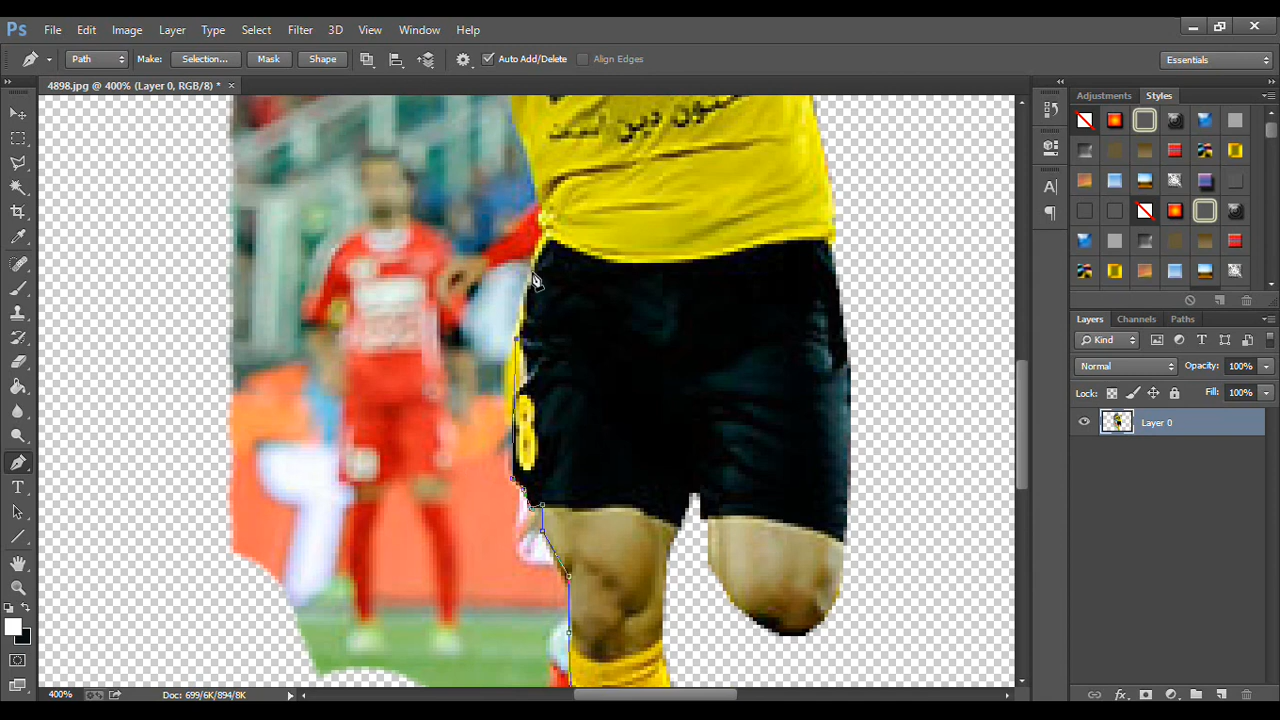 Ps File Edit Image Layer Type Select Filter 3D View Window Help
Path Make: Selection... Mask Shape Auto Add/Delete Align Edges Essentials
4898.jpg @ 400% (Layer 0, RGB/8) * ×
Adjustments Styles
دین
8
Layers Channels Paths
Kind
Normal Opacity: 100%
Lock: Fill: 100%
Layer 0
400% Doc: 699/6K/894/8K